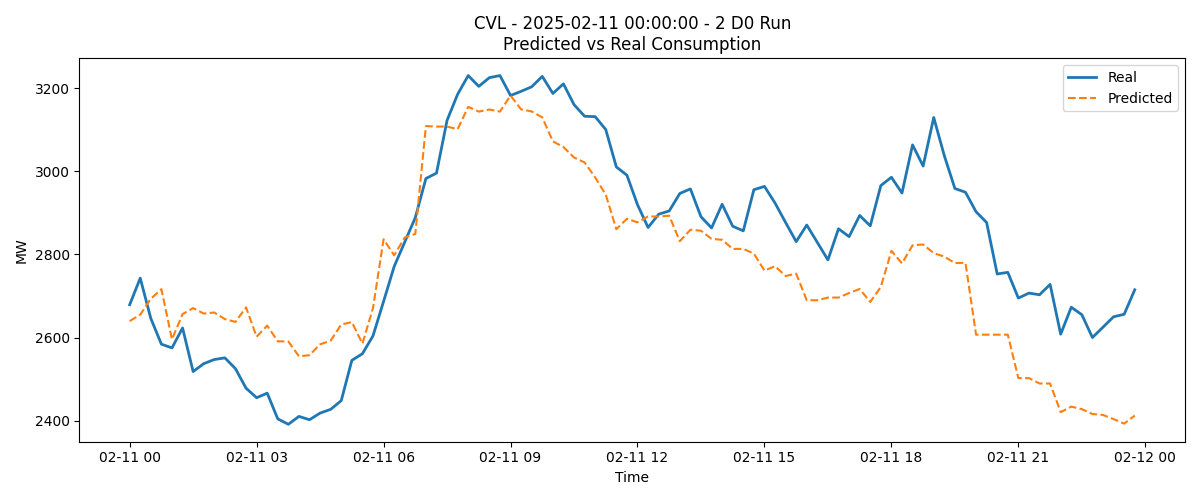 CVL - 2025-02-11 00:00:00 - 2 D0 Run
Predicted vs Real Consumption
Real
Predicted
MW
3200
3000
2800
2600
2400
02-11 00
02-11 03
02-11 06
02-11 09
02-11 12
02-11 15
02-11 18
02-11 21
02-12 00
Time